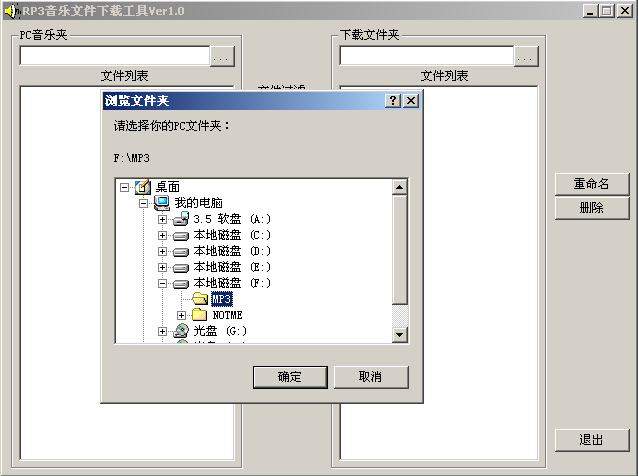 RP3音乐文件下载工具Ver1.0
PC音乐夹
下载文件夹
...
...
文件列表
文件列表
文件过滤
浏览文件夹
请选择你的PC文件夹：
F:\MP3
桌面
我的电脑
3.5 软盘 (A:)
本地磁盘 (C:)
本地磁盘 (D:)
本地磁盘 (E:)
本地磁盘 (F:)
MP3
NOTME
光盘 (G:)
确定
取消
重命名
删除
退出